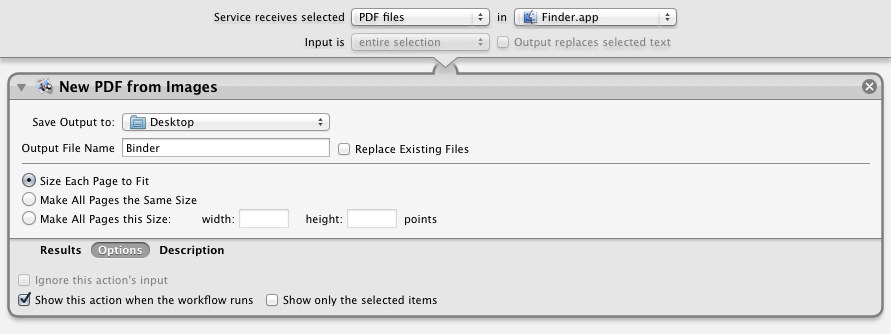 Service receives selected PDF files in Finder.app
Input is entire selection Output replaces selected text
New PDF from Images
Save Output to: Desktop
Output File Name Binder Replace Existing Files
Size Each Page to Fit
Make All Pages the Same Size
Make All Pages this Size: width: height: points
Results Options Description
Ignore this action's input
Show this action when the workflow runs Show only the selected items